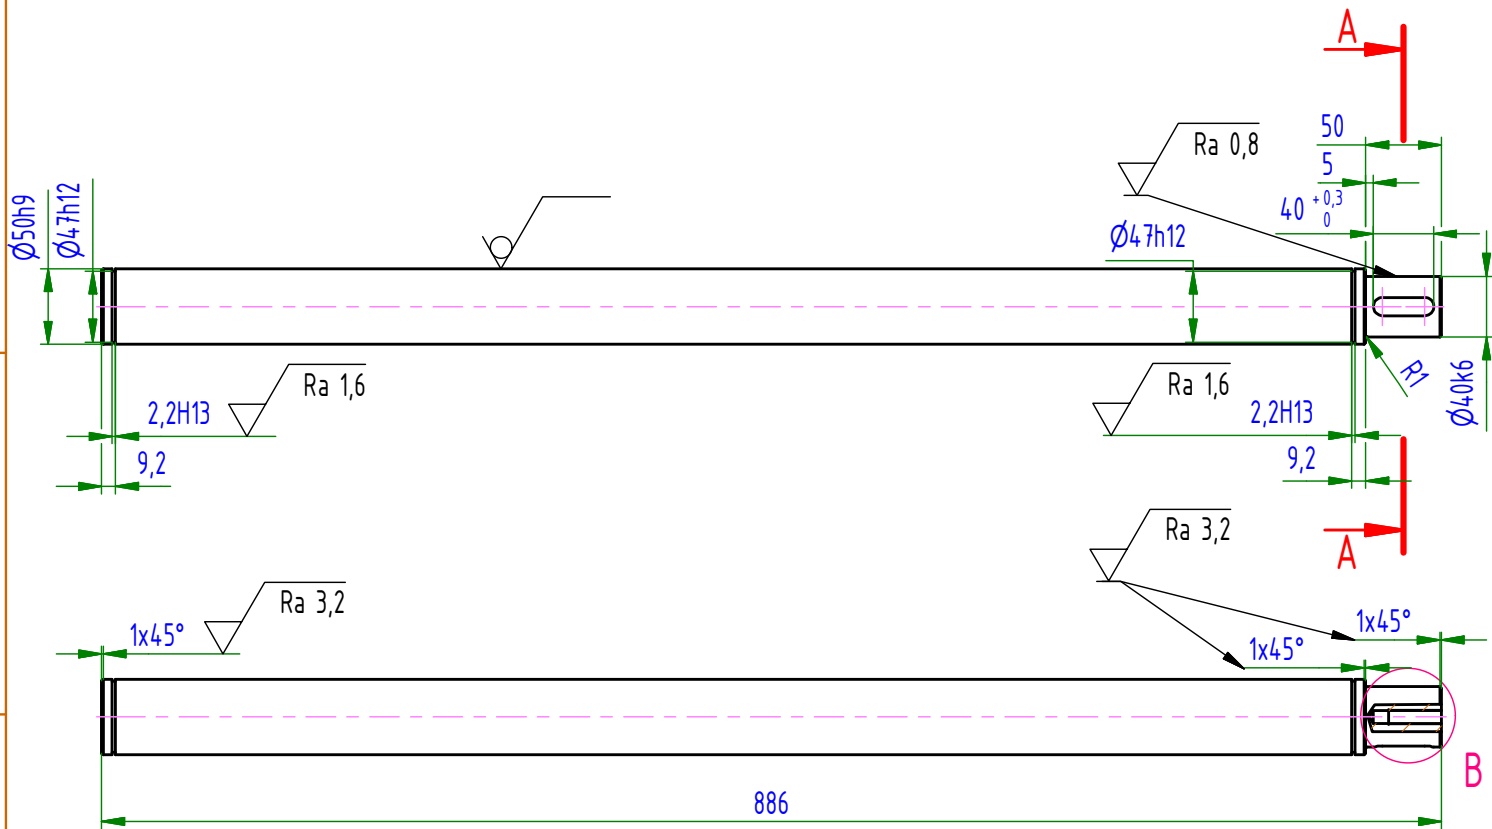 A
50
Ra 0,8
5
40 +0,3
0
Ø50h9
Ø47h12
Ø47h12
R1
Ø40k6
Ra 1,6
2,2H13
9,2
Ra 1,6
2,2H13
9,2
A
Ra 3,2
Ra 3,2
1x45°
1x45°
1x45°
B
886